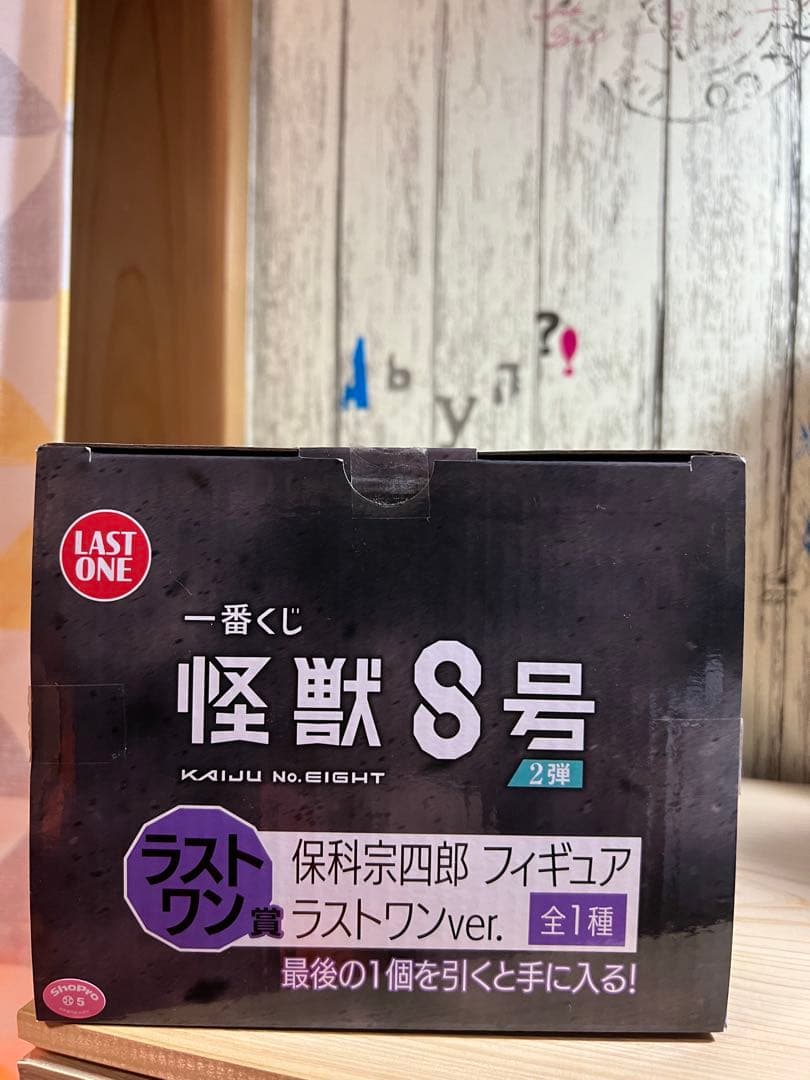 A b y ?!
LAST
ONE
一番くじ
怪獣8号
KAIJU No.EIGHT
2弾
ラスト
ワン賞
保科宗四郎 フィギュア
ラストワンver.
全1種
最後の1個を引くと手に入る!
ShoPro
5